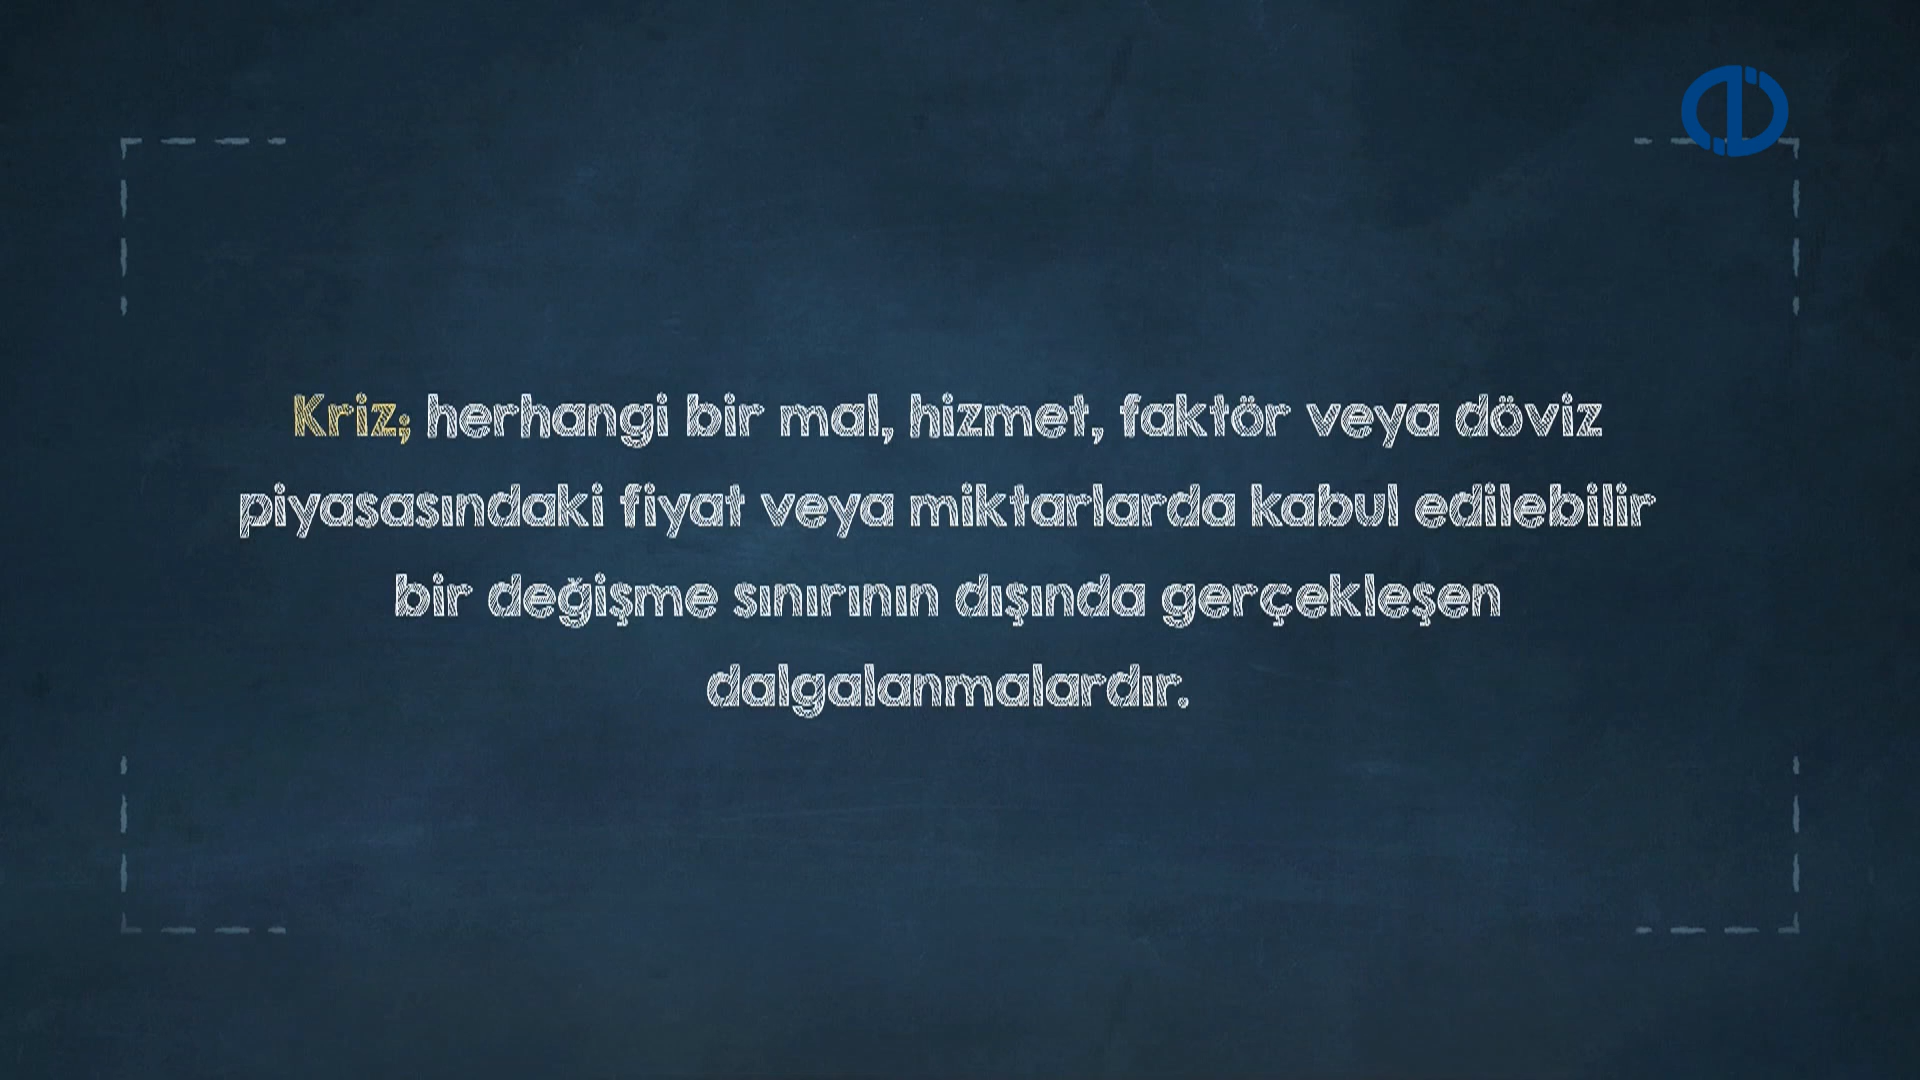 Kriz; herhangi bir mal, hizmet, faktör veya döviz
piyasasındaki fiyat veya miktarlarda kabul edilebilir
bir değişme sınırının dışında gerçekleşen
dalgalanmalardır.